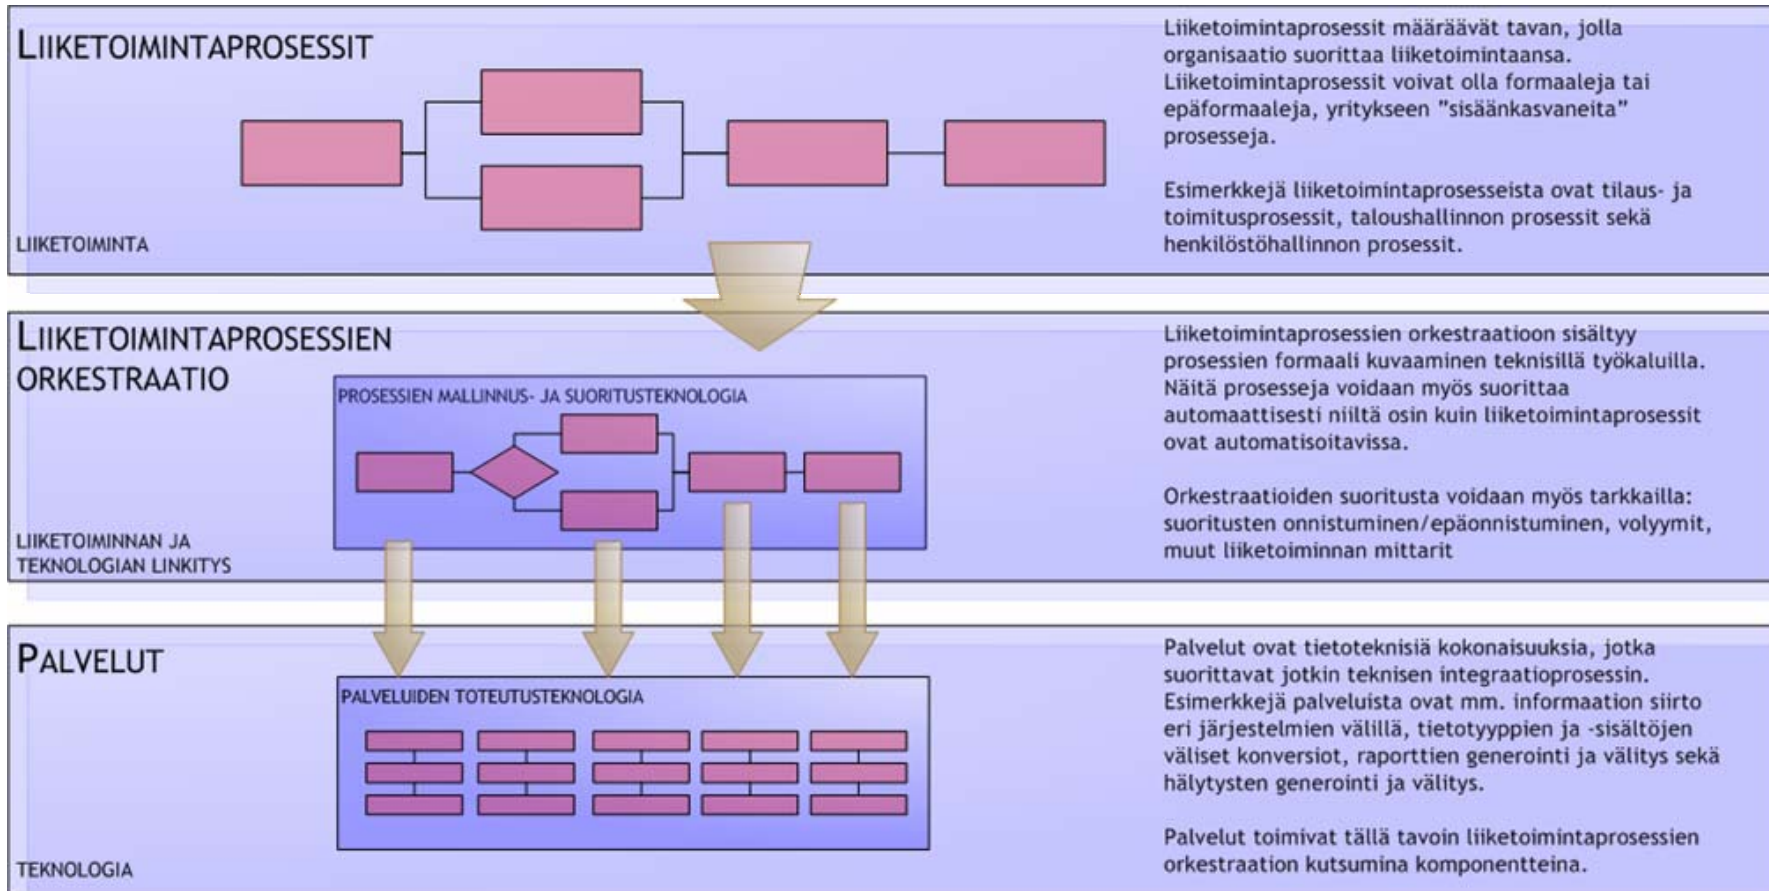 LIIKETOIMINTAPROSESSIT
LIIKETOIMINTA
Liiketoimintaprosessit määräävät tavan, jolla
organisaatio suorittaa liiketoimintaansa.
Liiketoimintaprosessit voivat olla formaaleja tai
epäformaaleja, yritykseen ”sisäänkasvaneita”
prosesseja.
Esimerkkejä liiketoimintaprosesseista ovat tilaus- ja
toimitusprosessit, taloushallinnon prosessit sekä
henkilöstöhallinnon prosessit.
LIIKETOIMINTAPROSESSIEN
ORKESTRAATIO
PROSESSIEN MALLINNUS- JA SUORITUSTEKNOLOGIA
LIIKETOIMINNAN JA
TEKNOLOGIAN LINKITYS
Liiketoimintaprosessien orkestraatioon sisältyy
prosessien formaali kuvaaminen teknisillä työkaluilla.
Näitä prosesseja voidaan myös suorittaa
automaattisesti niiltä osin kuin liiketoimintaprosessit
ovat automatisoitavissa.
Orkestraatioiden suoritusta voidaan myös tarkkailla:
suoritusten onnistuminen/epäonnistuminen, volyymit,
muut liiketoiminnan mittarit
PALVELUT
PALVELUIDEN TOTEUTUSTEKNOLOGIA
TEKNOLOGIA
Palvelut ovat tietoteknisiä kokonaisuuksia, jotka
suorittavat jotkin teknisen integraatioprosessin.
Esimerkkejä palveluista ovat mm. informaation siirto
eri järjestelmien välillä, tietotyyppien ja -sisältöjen
väliset konversiot, raporttien generointi ja välitys sekä
hälytysten generointi ja välitys.
Palvelut toimivat tällä tavoin liiketoimintaprosessien
orkestraation kutsumina komponentteina.